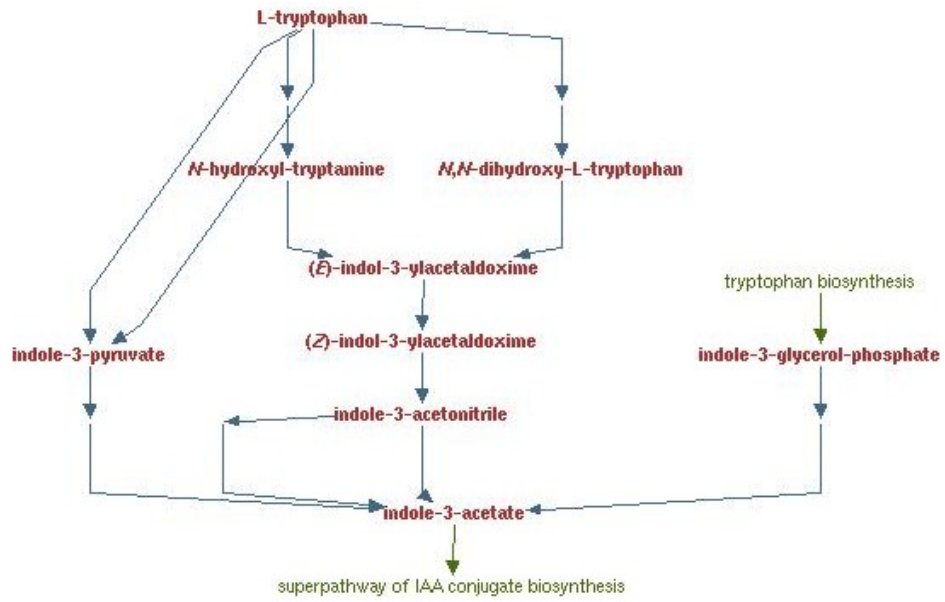 L-tryptophan
N-hydroxyl-tryptamine
N,N-dihydroxy-L-tryptophan
(E)-indol-3-ylacetaldoxime
tryptophan biosynthesis
(Z)-indol-3-ylacetaldoxime
indole-3-pyruvate
indole-3-glycerol-phosphate
indole-3-acetonitrile
indole-3-acetate
superpathway of IAA conjugate biosynthesis